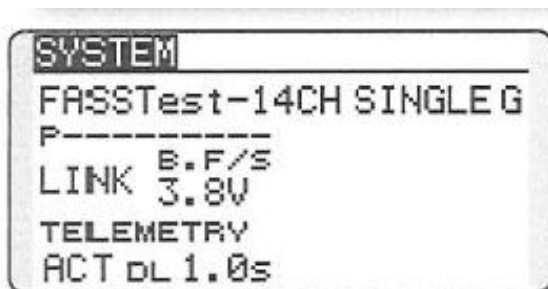 SYSTEM
FASSTest-14CH SINGLE G
P---------
LINK B.F/S 3.8V
TELEMETRY
ACT DL 1.0s